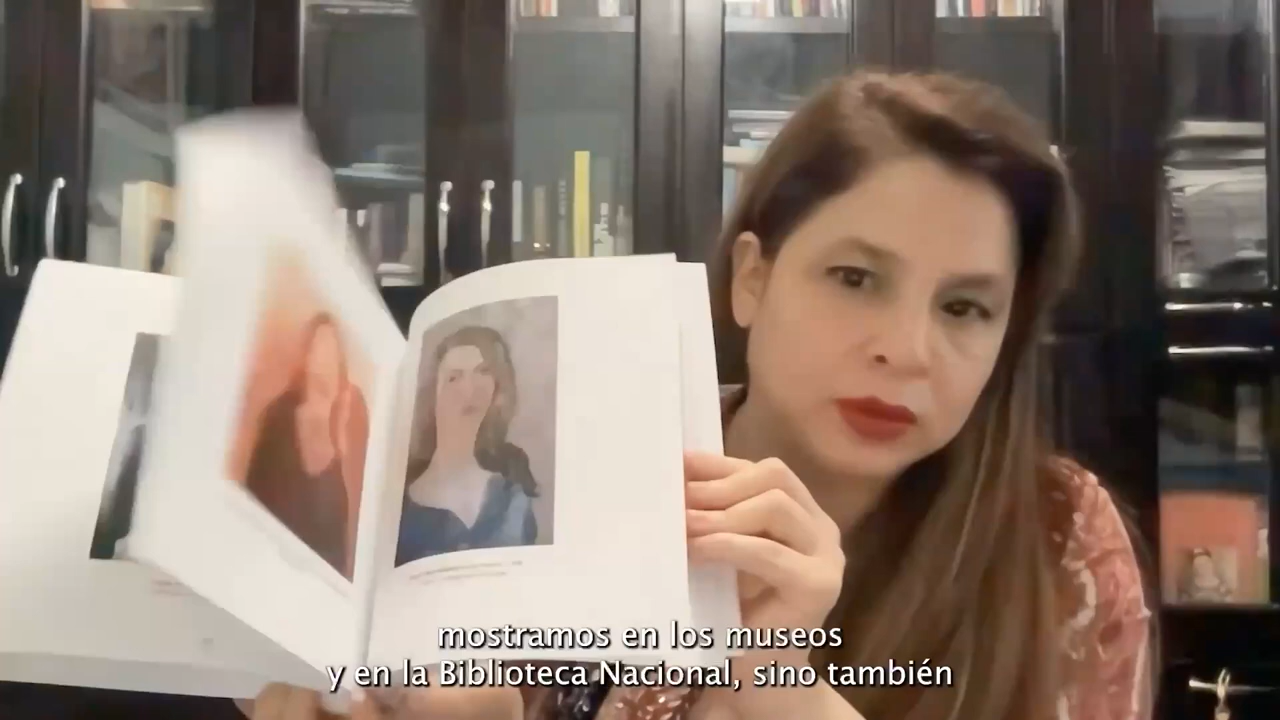 mostramos en los museos
y en la Biblioteca Nacional, sino también